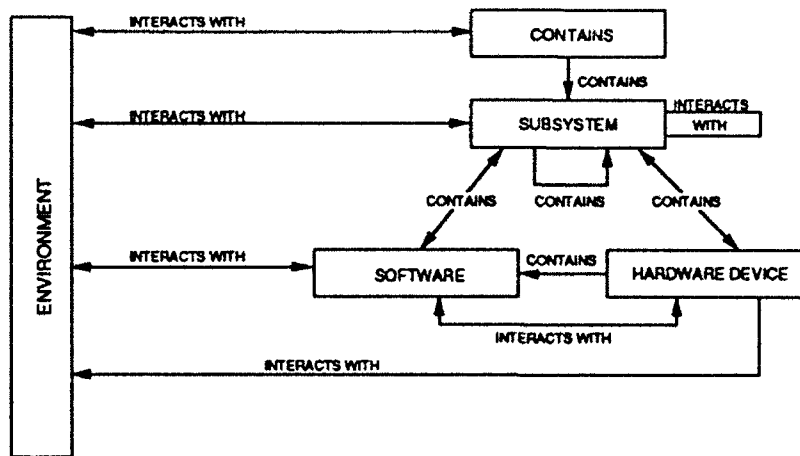 INTERACTS WITH
CONTAINS
CONTAINS
INTERACTS WITH
SUBSYSTEM
INTERACTS
WITH
CONTAINS
CONTAINS
CONTAINS
ENVIRONMENT
INTERACTS WITH
SOFTWARE
CONTAINS
HARDWARE DEVICE
INTERACTS WITH
INTERACTS WITH